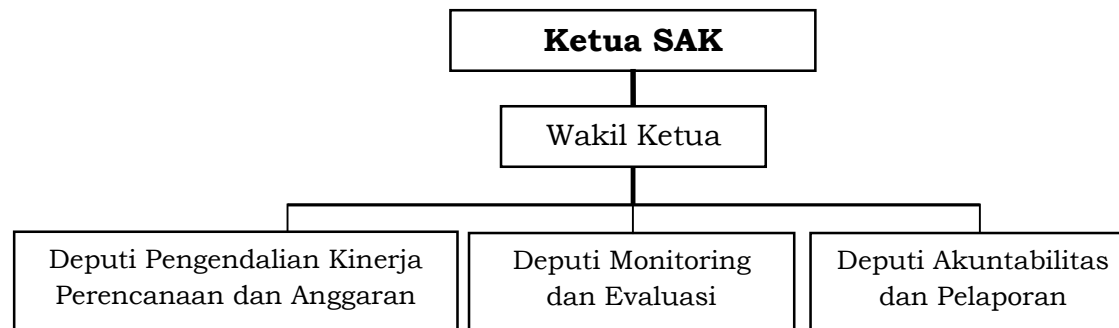 Ketua SAK
Wakil Ketua
Deputi Pengendalian Kinerja
Perencanaan dan Anggaran
Deputi Monitoring
dan Evaluasi
Deputi Akuntabilitas
dan Pelaporan